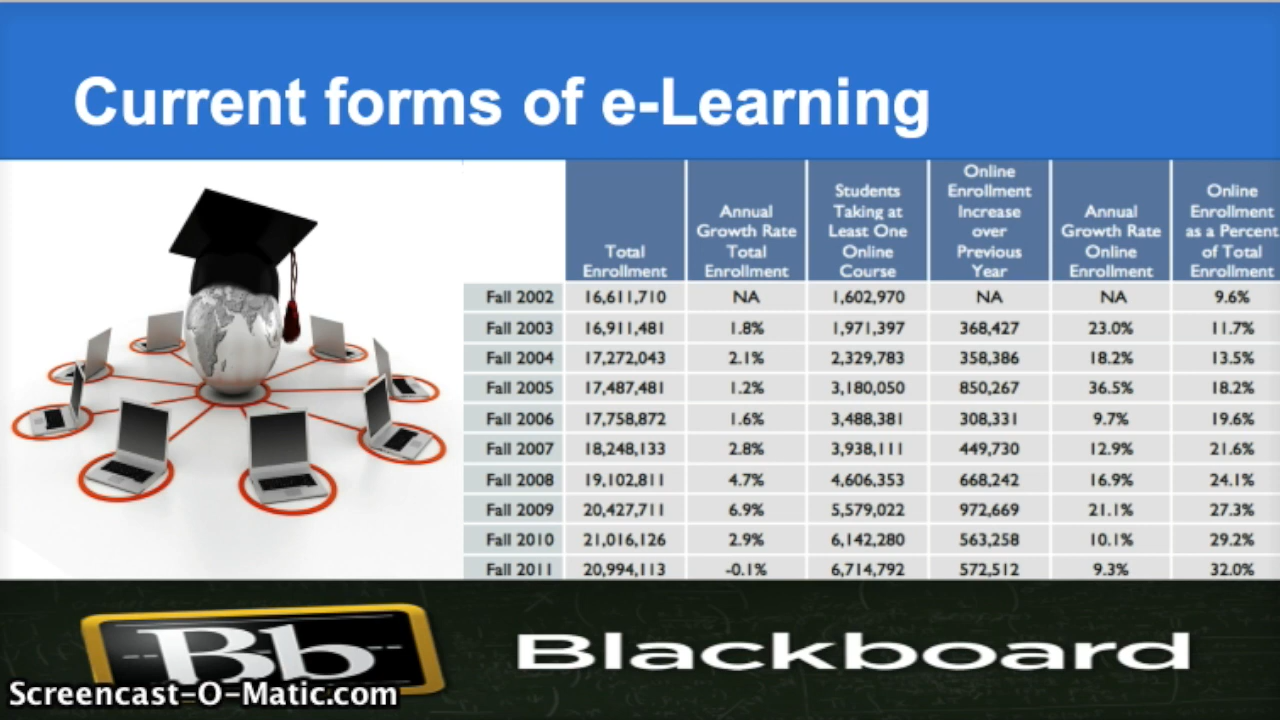 Current forms of e-Learning
Total Enrollment Annual Growth Rate Total Enrollment Students Taking at Least One Online Course Online Enrollment Increase over Previous Year Annual Growth Rate Online Enrollment Online Enrollment as a Percent of Total Enrollment
Fall 2002 16,611,710 NA 1,602,970 NA NA 9.6%
Fall 2003 16,911,481 1.8% 1,971,397 368,427 23.0% 11.7%
Fall 2004 17,272,043 2.1% 2,329,783 358,386 18.2% 13.5%
Fall 2005 17,487,481 1.2% 3,180,050 850,267 36.5% 18.2%
Fall 2006 17,758,872 1.6% 3,488,381 308,331 9.7% 19.6%
Fall 2007 18,248,133 2.8% 3,938,111 449,730 12.9% 21.6%
Fall 2008 19,102,811 4.7% 4,606,353 668,242 16.9% 24.1%
Fall 2009 20,427,711 6.9% 5,579,022 972,669 21.1% 27.3%
Fall 2010 21,016,126 2.9% 6,142,280 563,258 10.1% 29.2%
Fall 2011 20,994,113 -0.1% 6,714,792 572,512 9.3% 32.0%
Bb Blackboard
Screencast-O-Matic.com